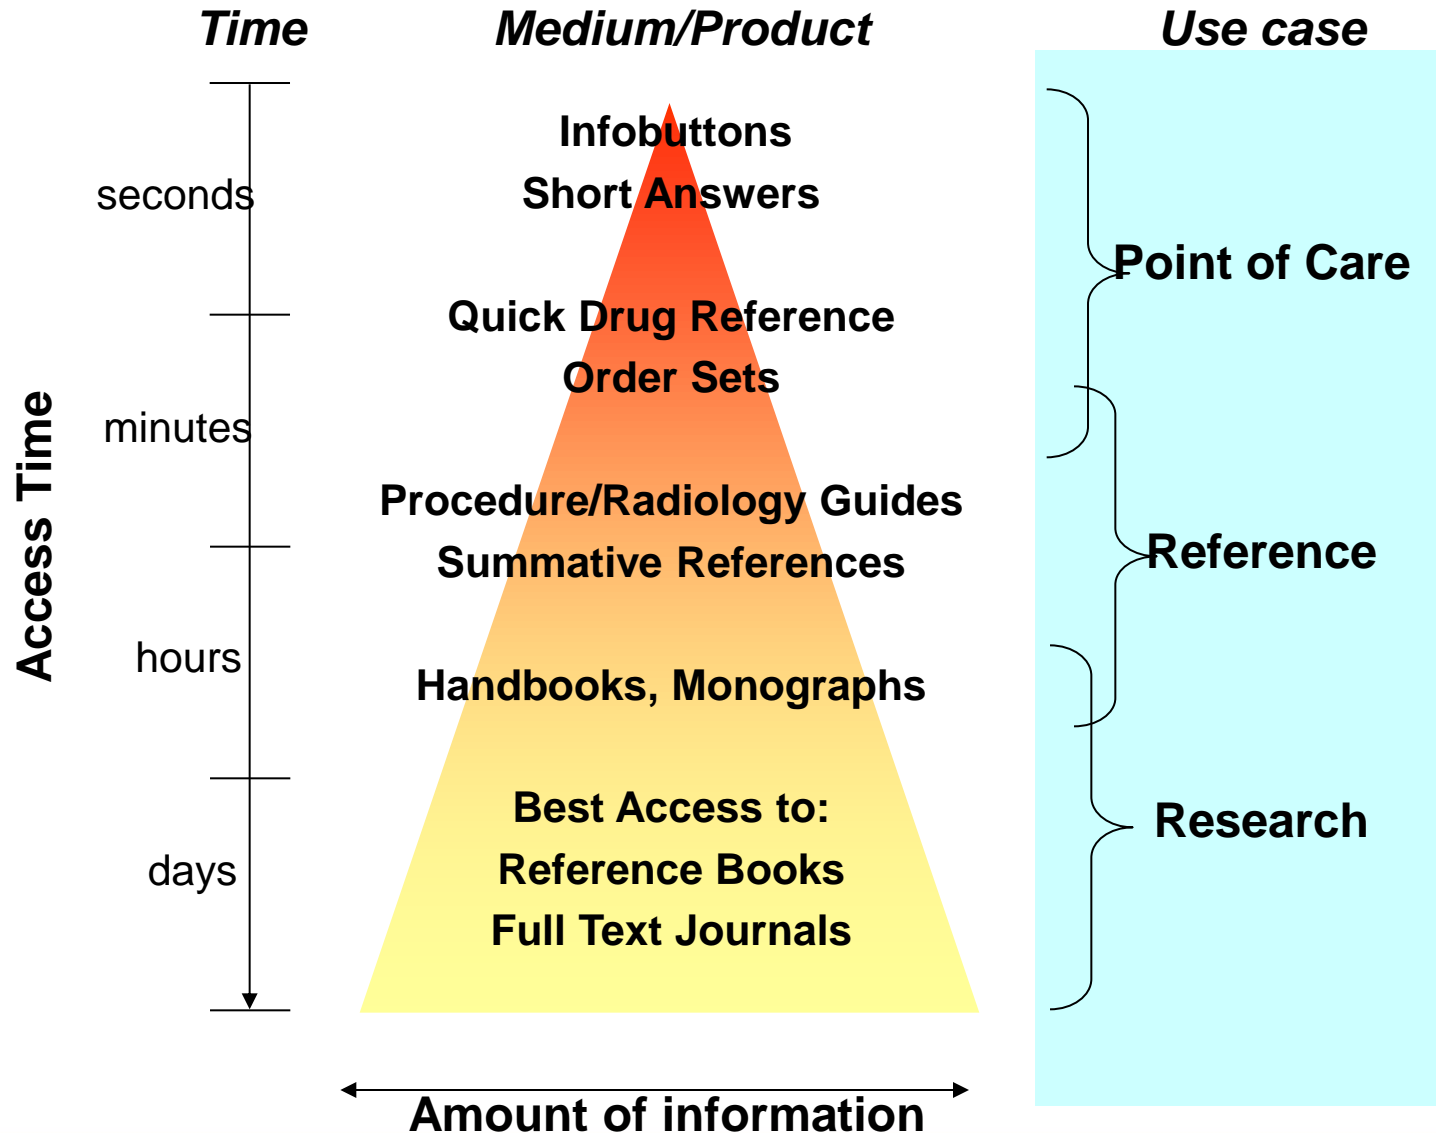 Time
Medium/Product
Use case
Access Time
seconds
minutes
hours
days
Infobuttons
Short Answers
Quick Drug Reference
Order Sets
Procedure/Radiology Guides
Summative References
Handbooks, Monographs
Best Access to:
Reference Books
Full Text Journals
Point of Care
Reference
Research
Amount of information